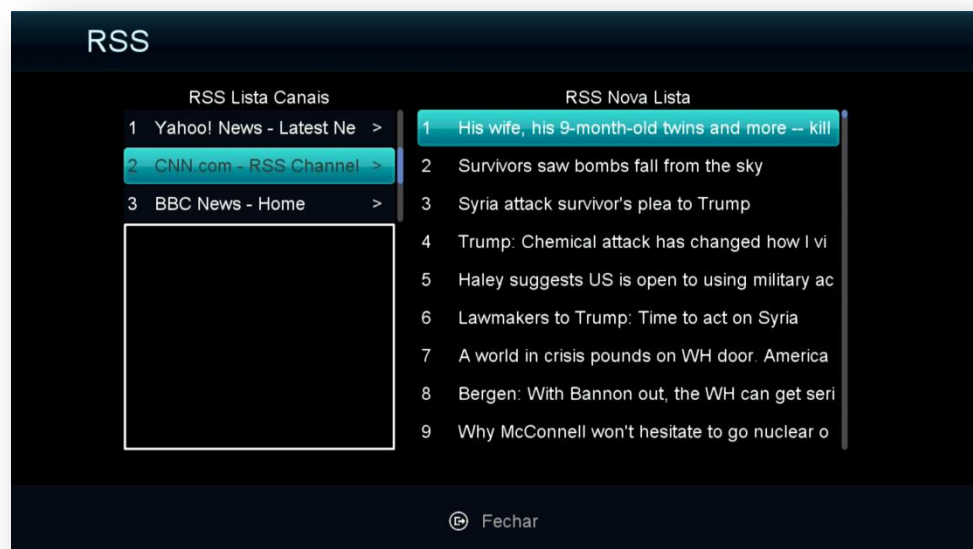 RSS
RSS Lista Canais
1 Yahoo! News - Latest Ne >
2 CNN.com - RSS Channel >
3 BBC News - Home >
RSS Nova Lista
1 His wife, his 9-month-old twins and more -- kill
2 Survivors saw bombs fall from the sky
3 Syria attack survivor's plea to Trump
4 Trump: Chemical attack has changed how I vi
5 Haley suggests US is open to using military ac
6 Lawmakers to Trump: Time to act on Syria
7 A world in crisis pounds on WH door. America
8 Bergen: With Bannon out, the WH can get seri
9 Why McConnell won't hesitate to go nuclear o
Fechar